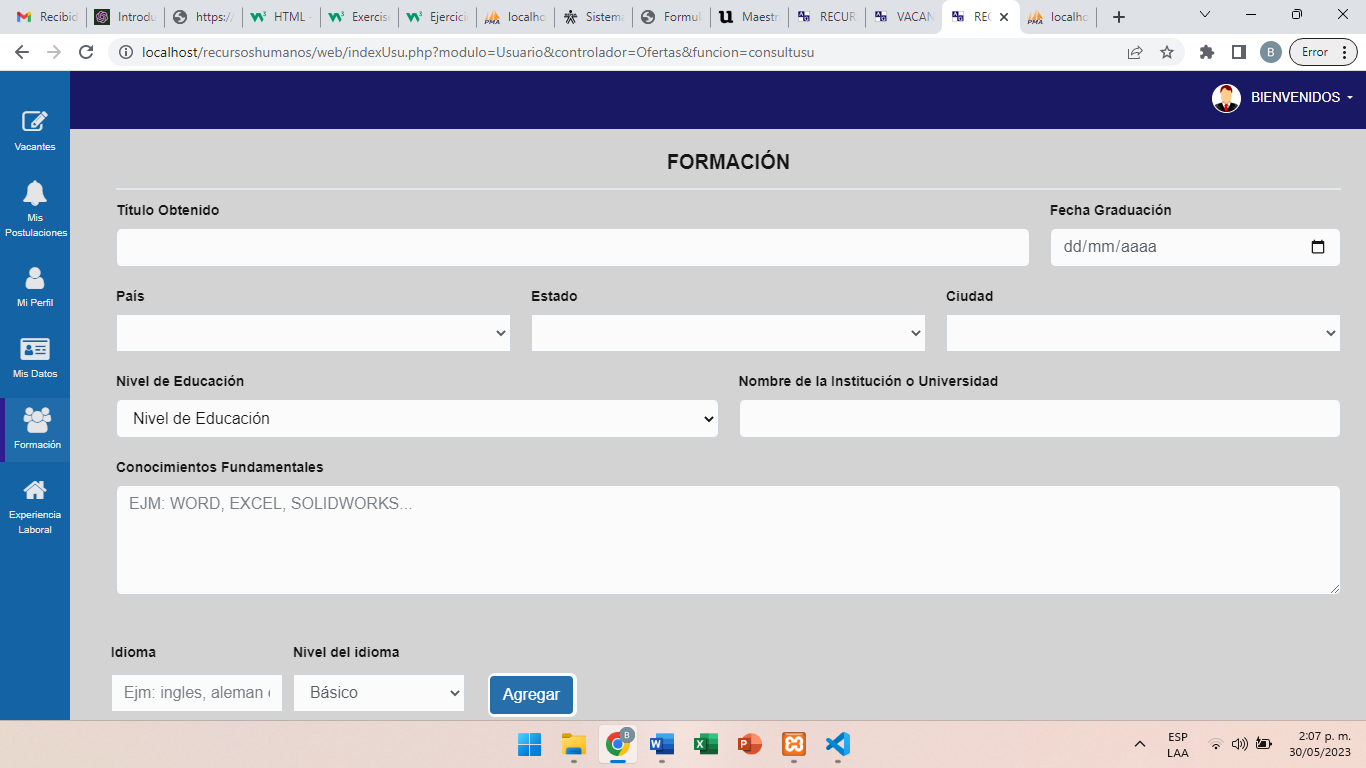 Recibid
Introdu
https:/
HTML
Exercis
Ejercici
localho
Sistema
Formul
Maestr
RECUR
VACAN
REC
localho
localhost/recursoshumanos/web/indexUsu.php?modulo=Usuario&controlador=Ofertas&funcion=consultusu
B
Error
BIENVENIDOS
Vacantes
Mis
Postulaciones
Mi Perfil
Mis Datos
Formación
Experiencia
Laboral
FORMACIÓN
Título Obtenido
Fecha Graduación
dd/mm/aaaa
País
Estado
Ciudad
Nivel de Educación
Nombre de la Institución o Universidad
Nivel de Educación
Conocimientos Fundamentales
EJM: WORD, EXCEL, SOLIDWORKS...
Idioma
Nivel del idioma
Ejm: ingles, aleman
Básico
Agregar
ESP
LAA
2:07 p. m.
30/05/2023